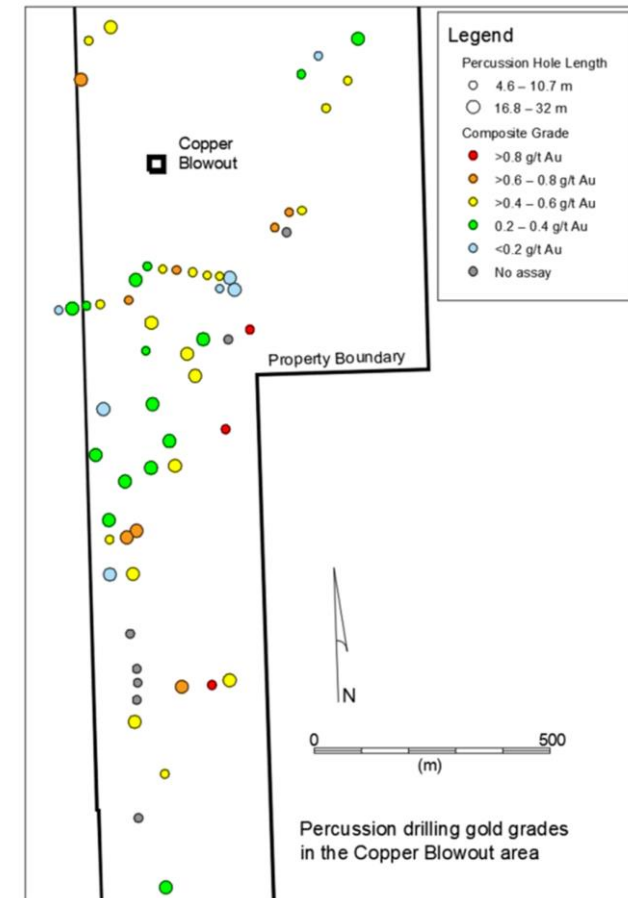 Legend
Percussion Hole Length
4.6 – 10.7 m
16.8 – 32 m
Composite Grade
>0.8 g/t Au
>0.6 – 0.8 g/t Au
>0.4 – 0.6 g/t Au
0.2 – 0.4 g/t Au
<0.2 g/t Au
No assay
Copper
Blowout
Property Boundary
N
0 500
(m)
Percussion drilling gold grades
in the Copper Blowout area